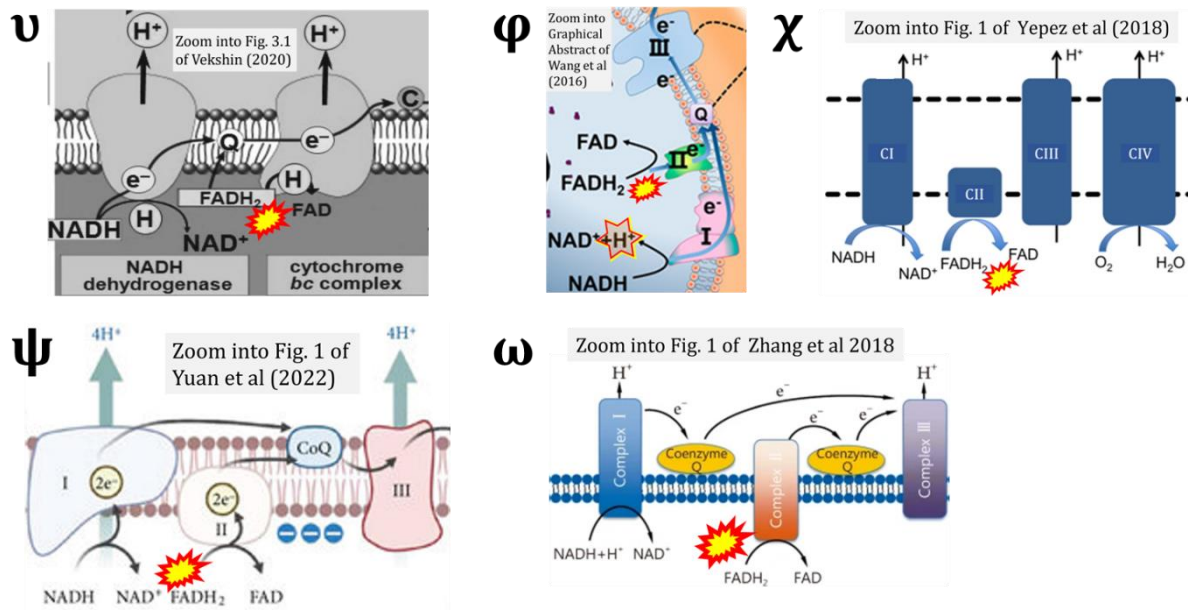 υ
H⁺
Zoom into Fig. 3.1
of Vekshin (2020)
H⁺
C
Q
e⁻
e⁻
FADH₂
H
FAD
H
NADH
NAD⁺
NADH
dehydrogenase
cytochrome
bc complex
φ
Zoom into
Graphical
Abstract of
Wang et al
(2016)
e⁻
III
e⁻
Q
FAD
II
e⁻
FADH₂
e⁻
I
NAD⁺+H⁺
NADH
χ
Zoom into Fig. 1 of Yepez et al (2018)
H⁺
H⁺
H⁺
CI
CII
CIII
CIV
NADH
NAD⁺
FADH₂
FAD
O₂
H₂O
ψ
4H⁺
Zoom into Fig. 1 of
Yuan et al (2022)
4H⁺
CoQ
I
2e⁻
2e⁻
II
III
NADH
NAD⁺
FADH₂
FAD
ω
Zoom into Fig. 1 of Zhang et al 2018
H⁺
H⁺
e⁻
e⁻
e⁻
e⁻
Complex I
Coenzyme
Q
Complex II
Coenzyme
Q
Complex III
NADH+H⁺
NAD⁺
FADH₂
FAD